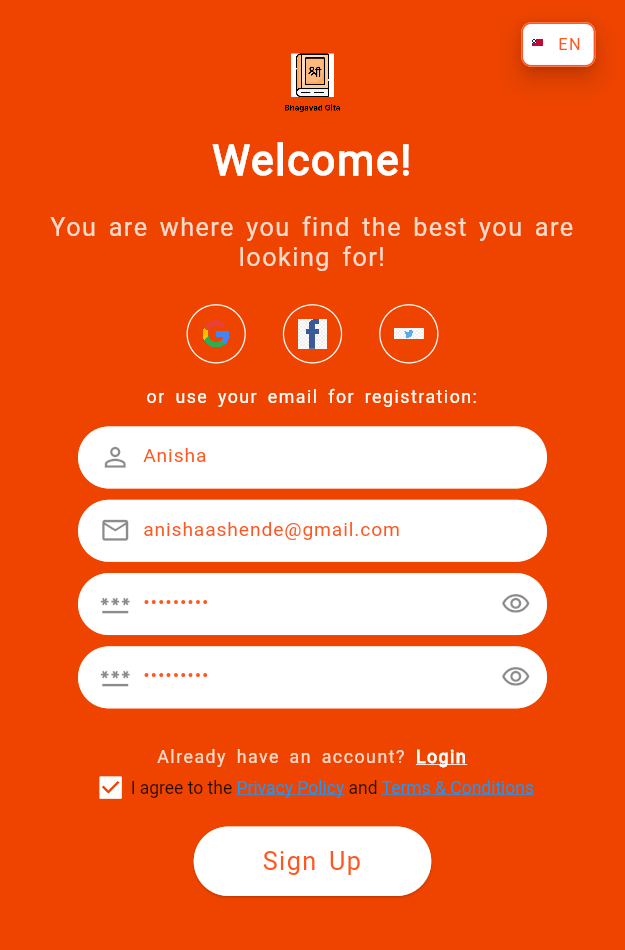 EN
श्री
Bhagavad Gita
Welcome!
You are where you find the best you are
looking for!
or use your email for registration:
Anisha
anishaashende@gmail.com
•••••••••
•••••••••
Already have an account? Login
I agree to the Privacy Policy and Terms & Conditions
Sign Up